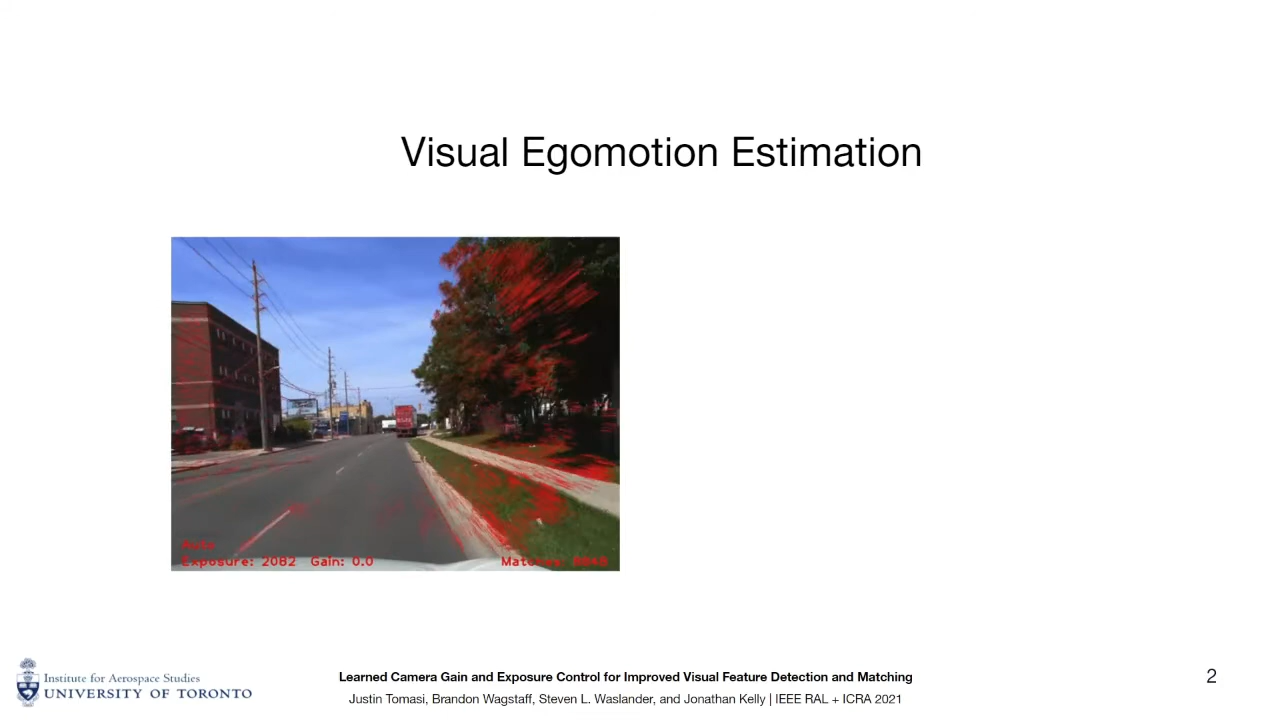 Visual Egomotion Estimation
Auto
Exposure: 2082 Gain: 0.0
Institute for Aerospace Studies
UNIVERSITY OF TORONTO
Learned Camera Gain and Exposure Control for Improved Visual Feature Detection and Matching
Justin Tomasi, Brandon Wagstaff, Steven L. Waslander, and Jonathan Kelly | IEEE RAL + ICRA 2021
2